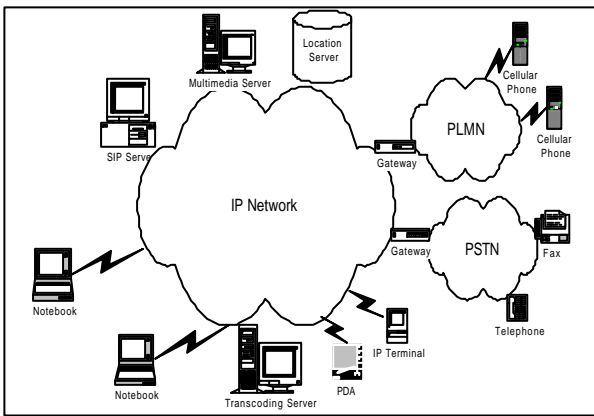 Location
Server
Multimedia Server
Cellular
Phone
PLMN
Cellular
Phone
SIP Serve
Gateway
IP Network
Gateway
PSTN
Fax
Notebook
Telephone
IP Terminal
Notebook
Transcoding Server
PDA